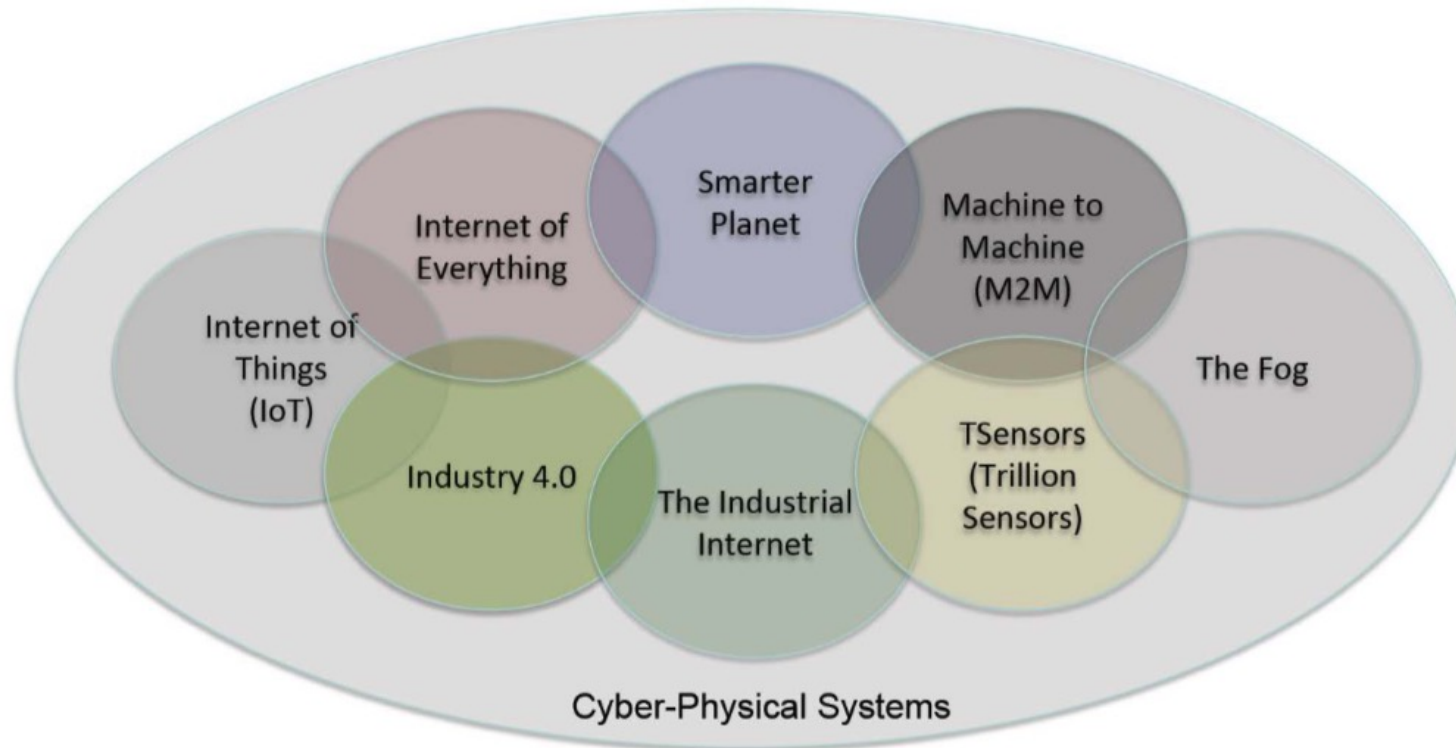 Smarter
Planet
Internet of
Everything
Machine to
Machine
(M2M)
Internet of
Things
(IoT)
The Fog
Industry 4.0
The Industrial
Internet
TSensors
(Trillion
Sensors)
Cyber-Physical Systems